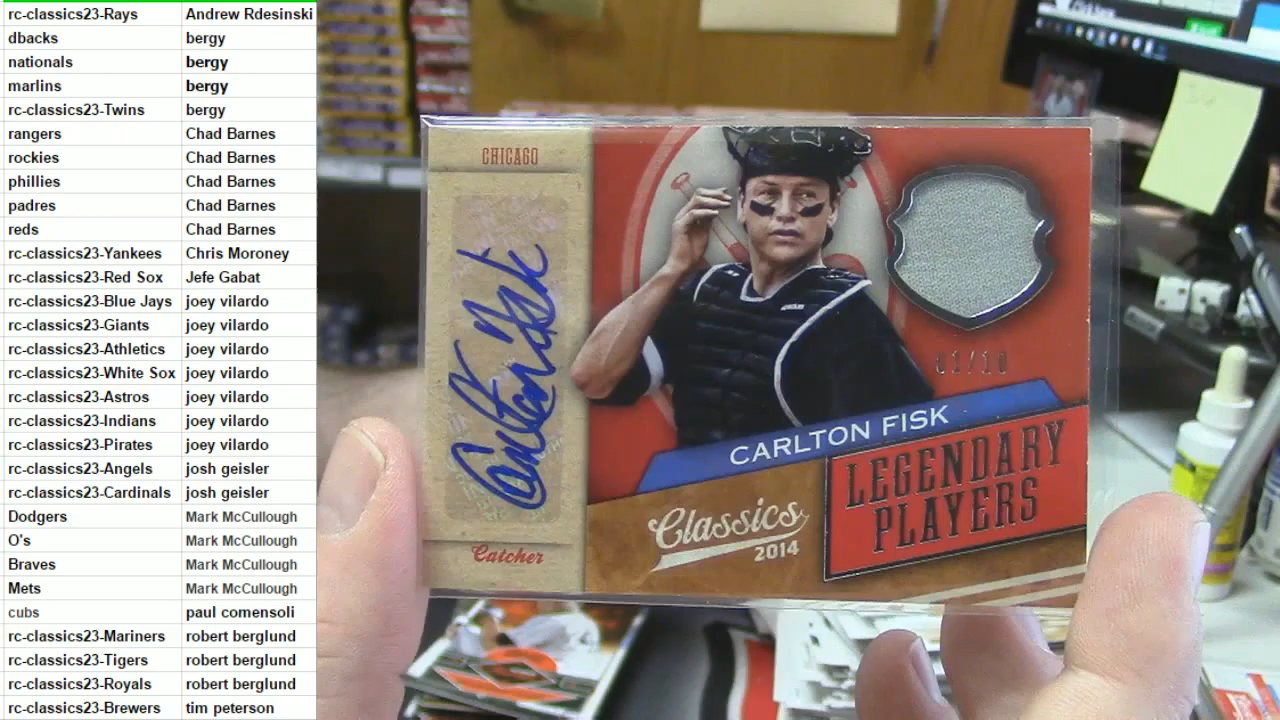 rc-classics23-Rays Andrew Rdesinski
dbacks bergy
nationals bergy
marlins bergy
rc-classics23-Twins bergy
rangers Chad Barnes
rockies Chad Barnes
phillies Chad Barnes
padres Chad Barnes
reds Chad Barnes
rc-classics23-Yankees Chris Moroney
rc-classics23-Red Sox Jefe Gabat
rc-classics23-Blue Jays joey vilardo
rc-classics23-Giants joey vilardo
rc-classics23-Athletics joey vilardo
rc-classics23-White Sox joey vilardo
rc-classics23-Astros joey vilardo
rc-classics23-Indians joey vilardo
rc-classics23-Pirates joey vilardo
rc-classics23-Angels josh geisler
rc-classics23-Cardinals josh geisler
Dodgers Mark McCullough
O's Mark McCullough
Braves Mark McCullough
Mets Mark McCullough
cubs paul comensoli
rc-classics23-Mariners robert berglund
rc-classics23-Tigers robert berglund
rc-classics23-Royals robert berglund
rc-classics23-Brewers tim peterson
CHICAGO
Carlton Fisk
Catcher
01/10
CARLTON FISK
LEGENDARY
PLAYERS
Classics
2014